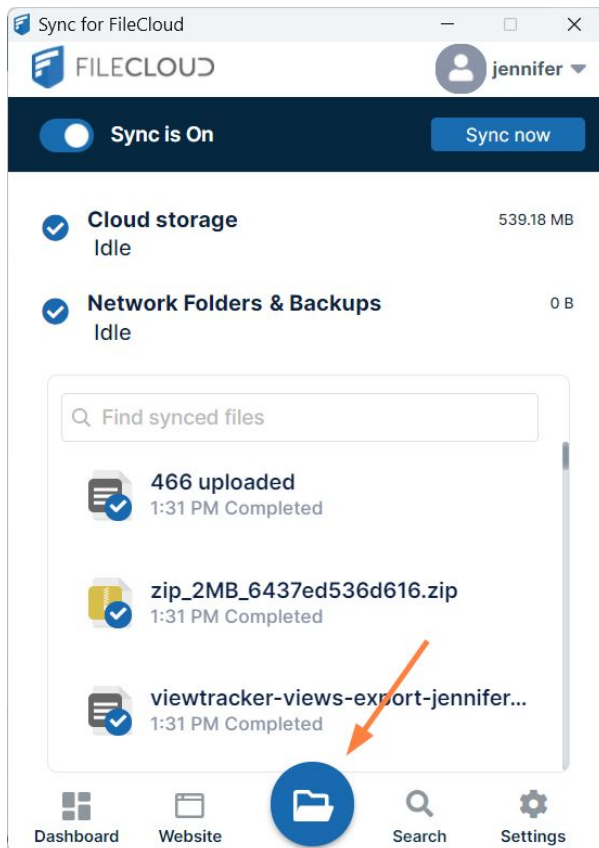 Sync for FileCloud
FILECLOUD
jennifer
Sync is On
Sync now
Cloud storage
539.18 MB
Idle
Network Folders & Backups
0 B
Idle
Find synced files
466 uploaded
1:31 PM Completed
zip_2MB_6437ed536d616.zip
1:31 PM Completed
viewtracker-views-export-jennifer...
1:31 PM Completed
Dashboard
Website
Search
Settings